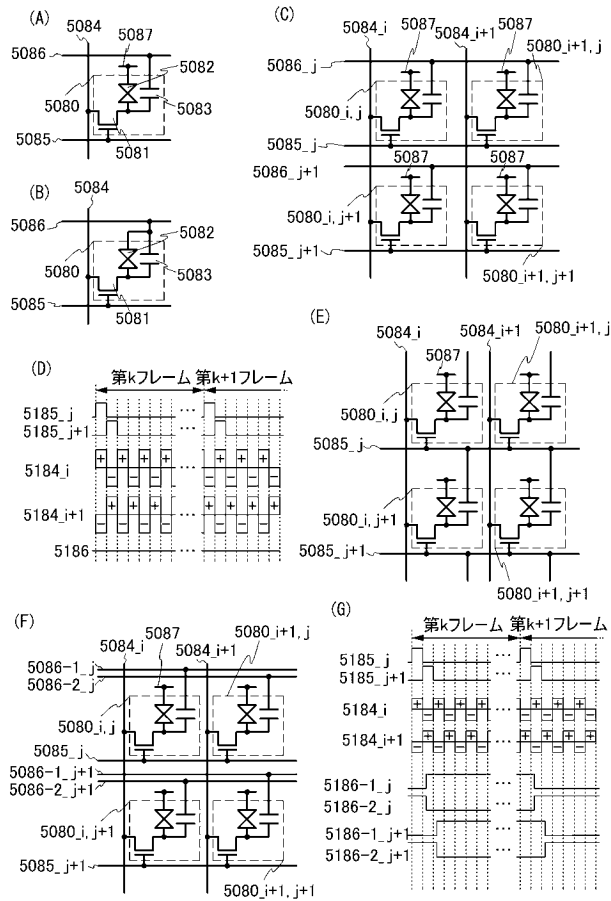 (A)
5084
5087
5086
5082
5080
5083
5085
5081
(B)
5084
5086
5082
5080
5083
5085
5081
(C)
5084_i
5087
5084_i+1
5087
5080_i+1, j
5086_j
5080_i, j
5085_j
5086_j+1
5087
5087
5080_i, j+1
5085_j+1
5080_i+1, j+1
(D)
第kフレーム
第k+1フレーム
5185_j
5185_j+1
5184_i
+ + + + + +
− − − − − −
5184_i+1
+ + + + + +
− − − − − −
5186
(E)
5084_i
5084_i+1
5080_i+1, j
5087
5080_i, j
5085_j
5080_i, j+1
5085_j+1
5080_i+1, j+1
(F)
5087
5084_i
5084_i+1
5080_i+1, j
5086-1_j
5086-2_j
5080_i, j
5085_j
5086-1_j+1
5086-2_j+1
5080_i, j+1
5085_j+1
5080_i+1, j+1
(G)
第kフレーム
第k+1フレーム
5185_j
5185_j+1
5184_i
+ + + + + + +
− − − − − − −
5184_i+1
+ + + + + +
− − − − − − −
5186-1_j
5186-2_j
5186-1_j+1
5186-2_j+1